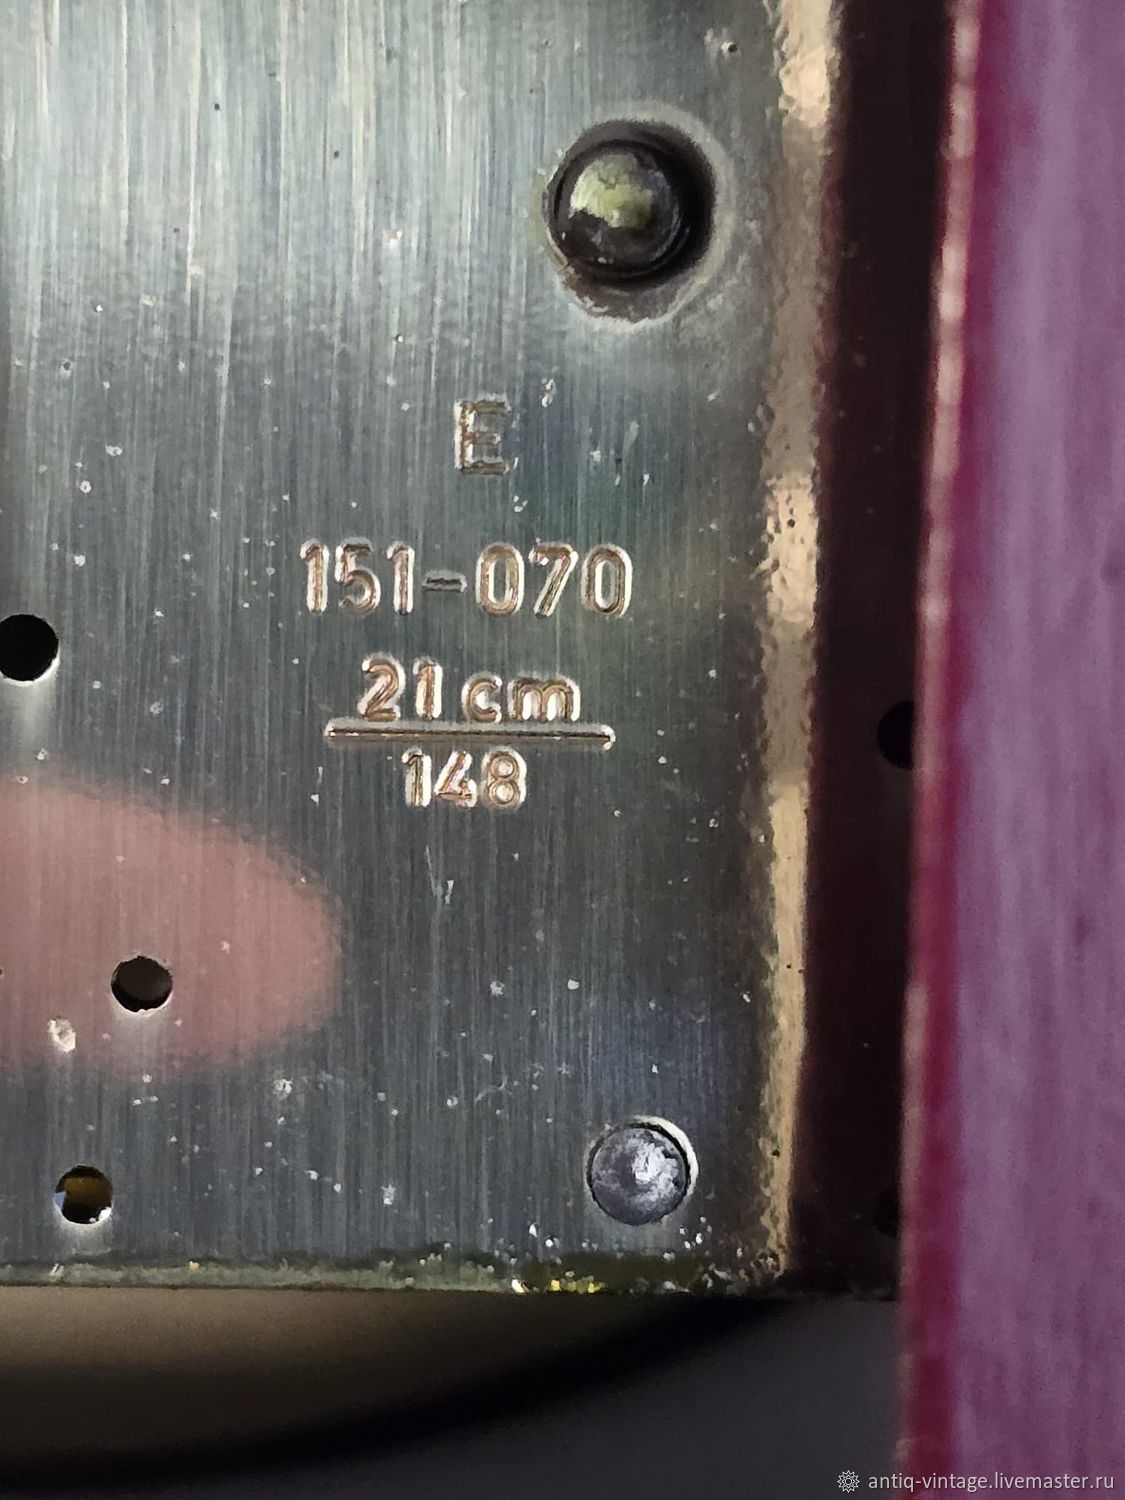 E
151-070
21 cm
148
antiq-vintage.livemaster.ru